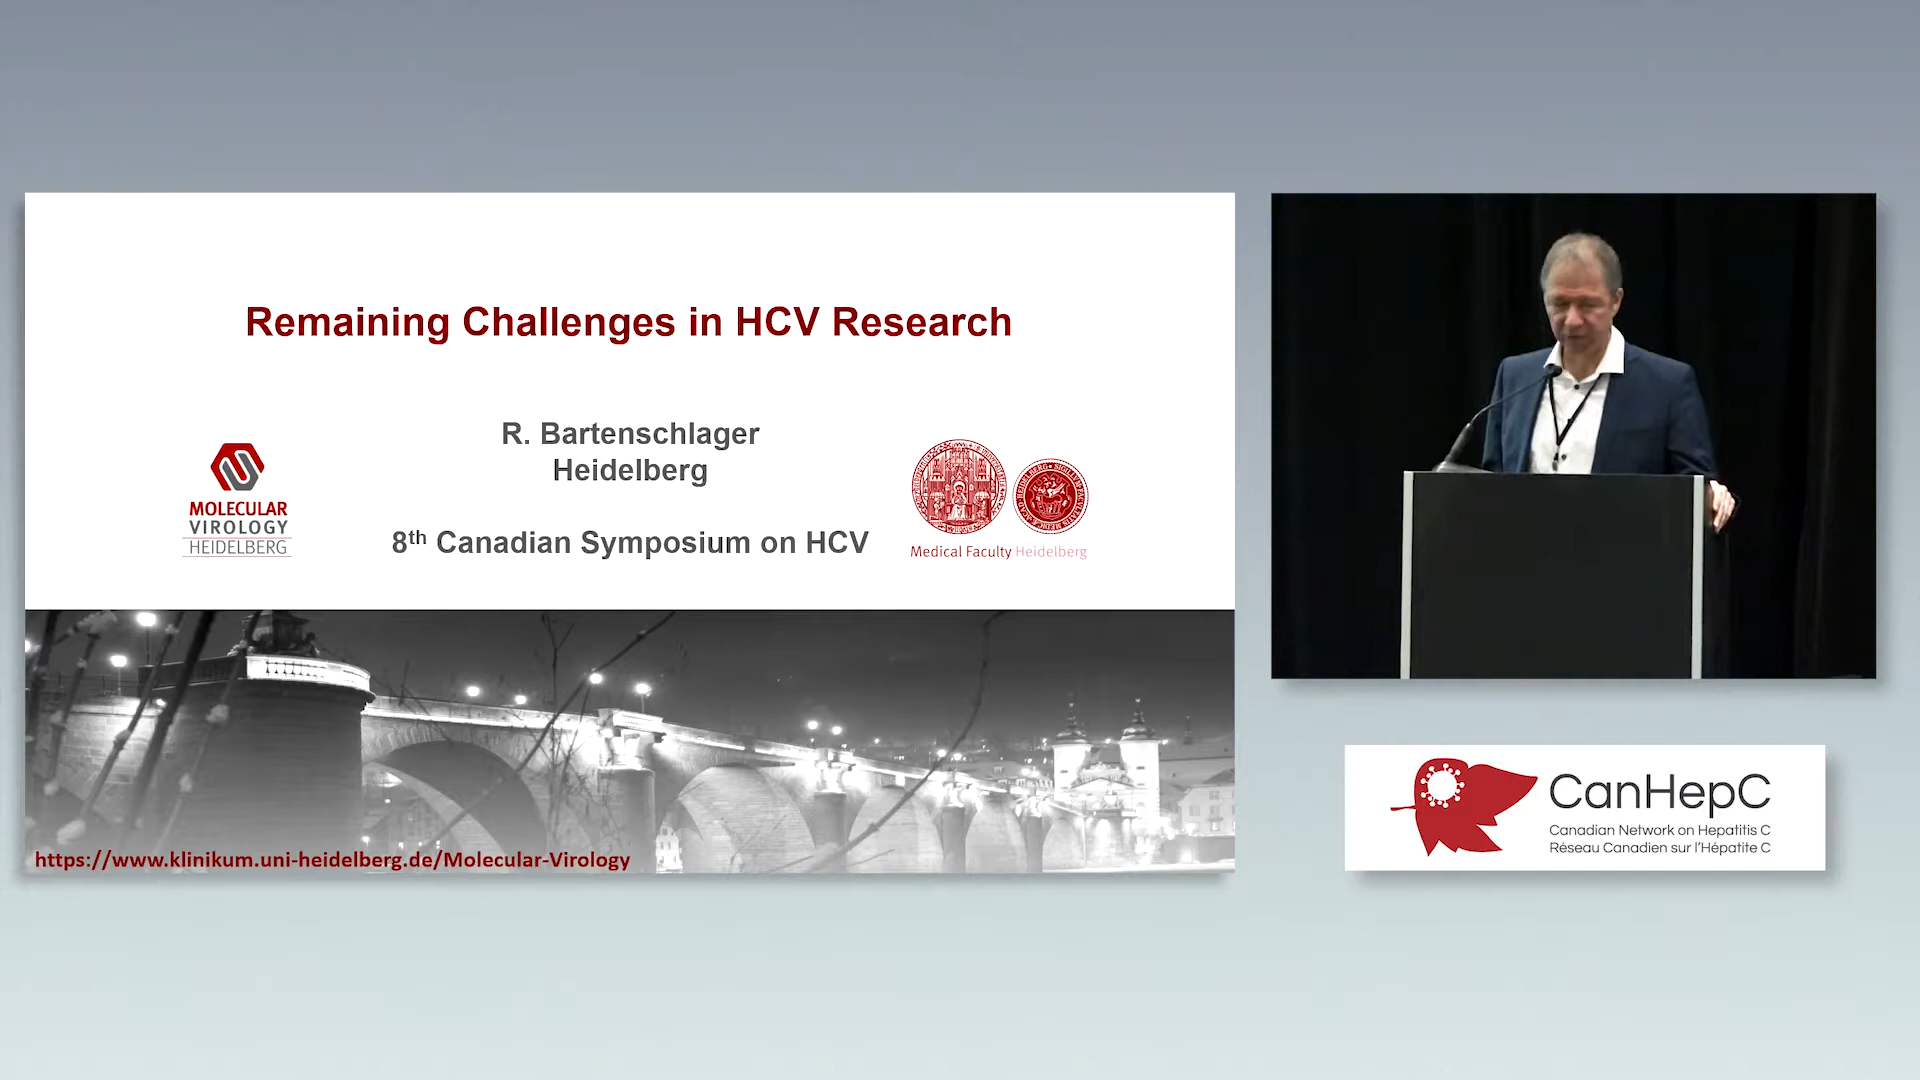 Remaining Challenges in HCV Research
R. Bartenschlager
Heidelberg
8th Canadian Symposium on HCV
MOLECULAR
VIROLOGY
HEIDELBERG
Medical Faculty Heidelberg
https://www.klinikum.uni-heidelberg.de/Molecular-Virology
CanHepC
Canadian Network on Hepatitis C
Réseau Canadien sur l'Hépatite C